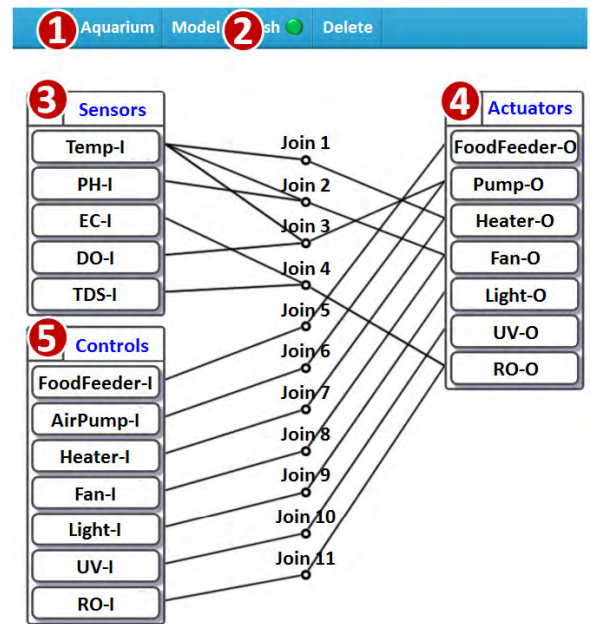 1 Aquarium Model 2 sh Delete
3 Sensors
Temp-I
PH-I
EC-I
DO-I
TDS-I
5 Controls
FoodFeeder-I
AirPump-I
Heater-I
Fan-I
Light-I
UV-I
RO-I
Join 1
Join 2
Join 3
Join 4
Join 5
Join 6
Join 7
Join 8
Join 9
Join 10
Join 11
4 Actuators
FoodFeeder-O
Pump-O
Heater-O
Fan-O
Light-O
UV-O
RO-O